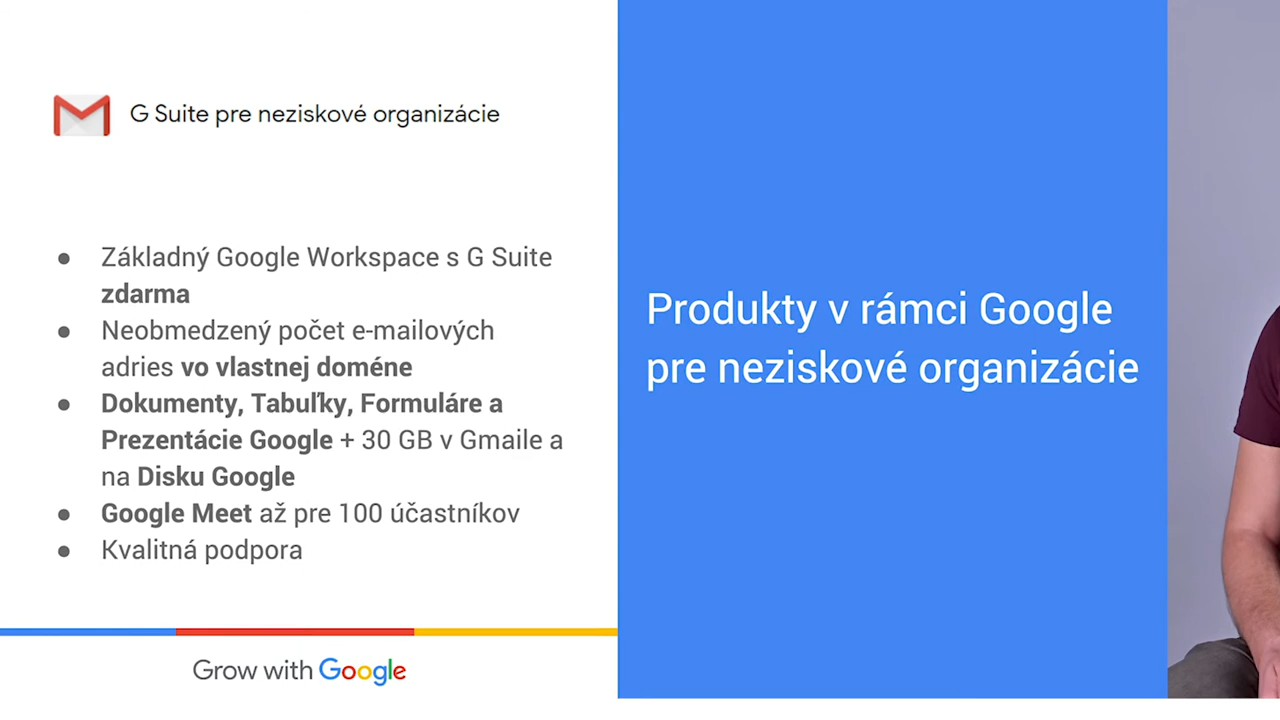 G Suite pre neziskové organizácie
● Základný Google Workspace s G Suite
zdarma
● Neobmedzený počet e-mailových
adries vo vlastnej doméne
● Dokumenty, Tabuľky, Formuláre a
Prezentácie Google + 30 GB v Gmaile a
na Disku Google
● Google Meet až pre 100 účastníkov
● Kvalitná podpora
Grow with Google
Produkty v rámci Google
pre neziskové organizácie